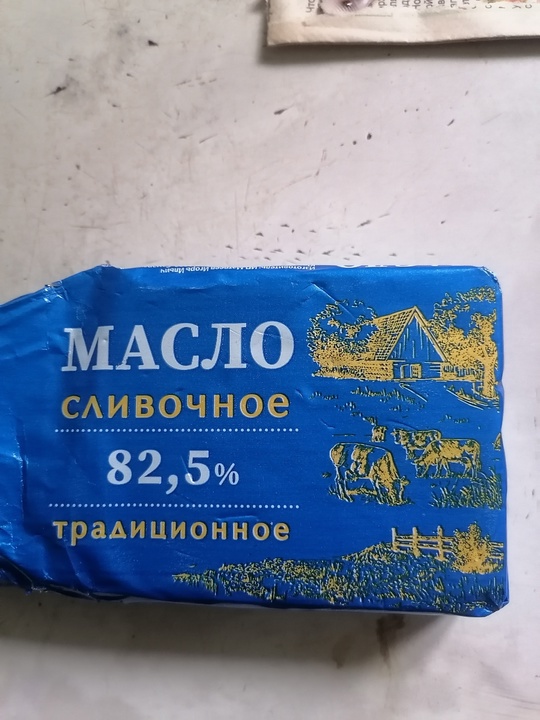 МАСЛО
сливочное
82,5%
традиционное